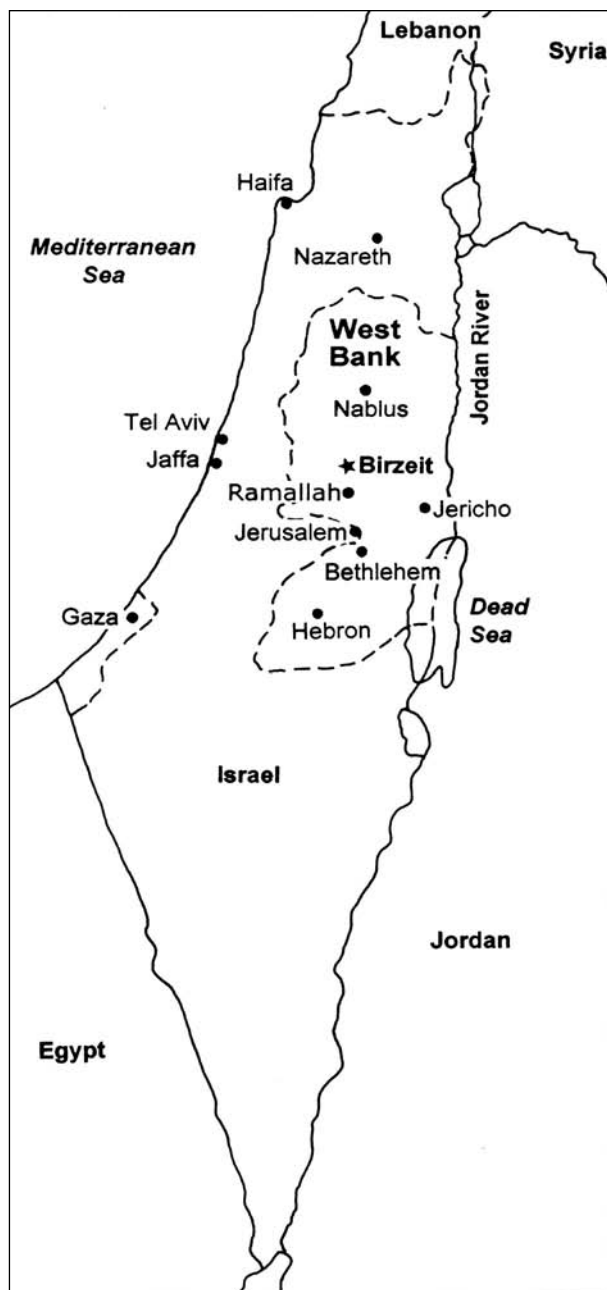 Lebanon
Syria
Haifa
Mediterranean
Sea
Nazareth
West
Bank
Jordan River
Nablus
Tel Aviv
Jaffa
Birzeit
Ramallah
Jericho
Jerusalem
Bethlehem
Gaza
Hebron
Dead
Sea
Israel
Jordan
Egypt